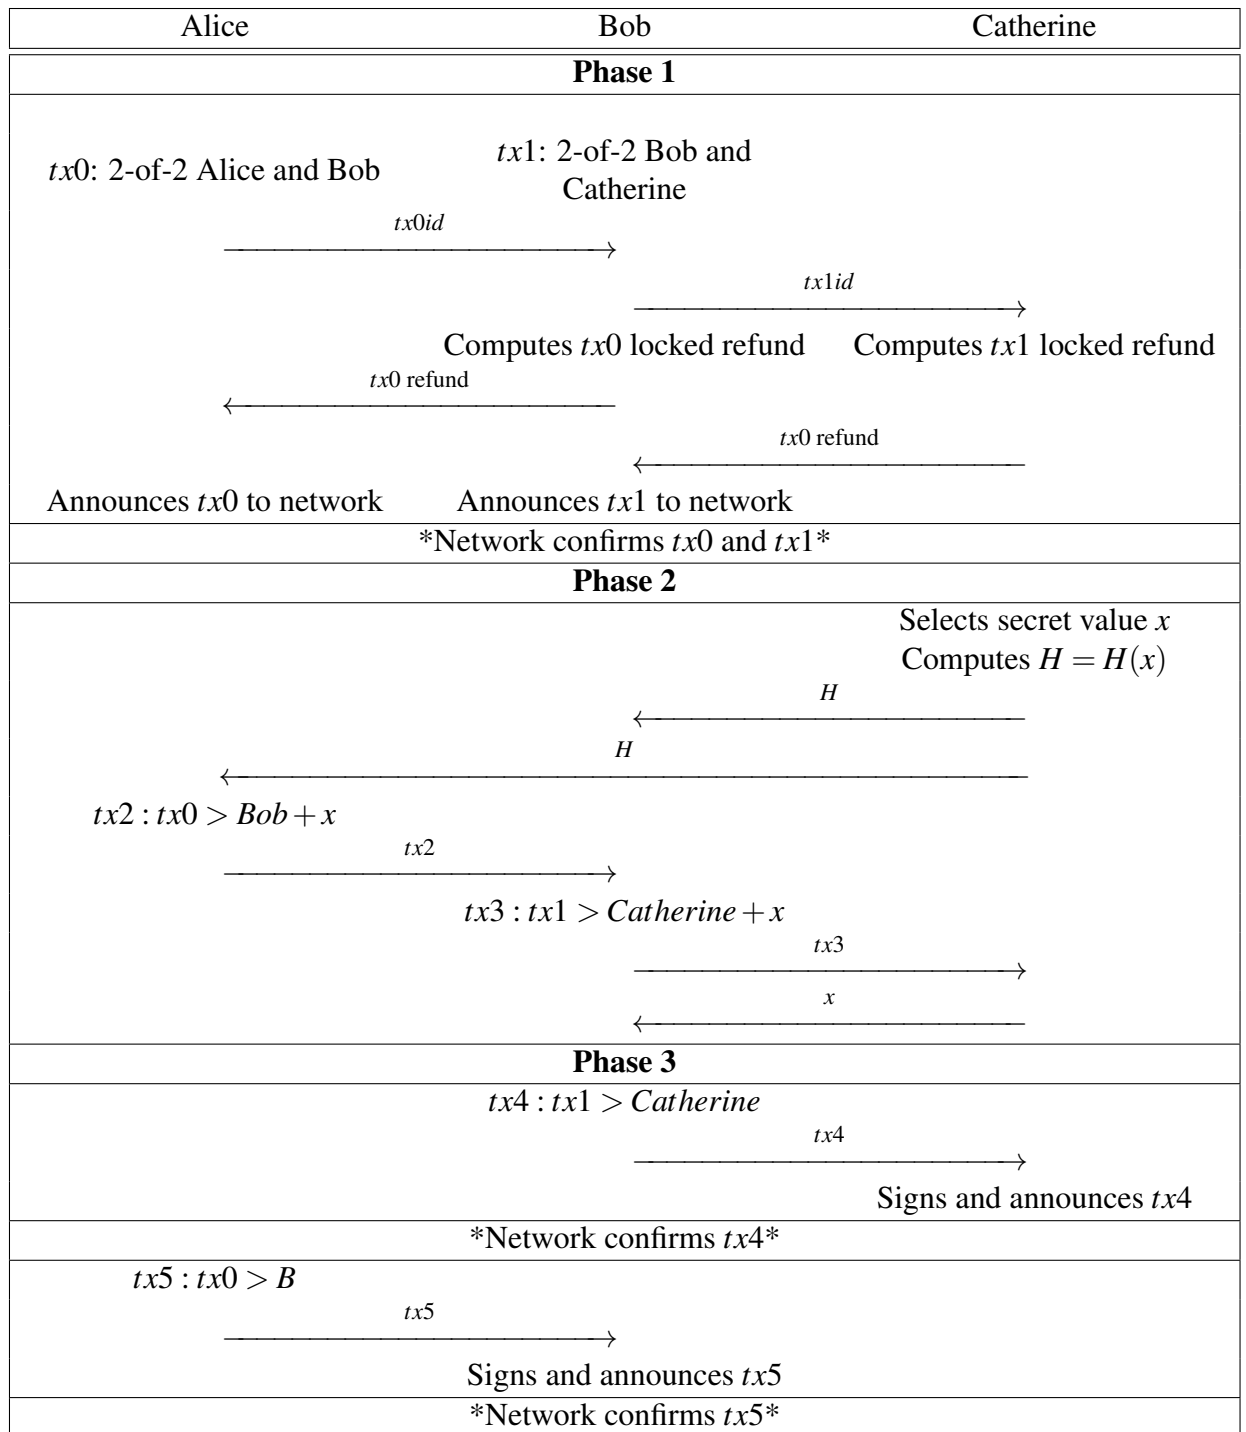 Alice Bob Catherine
Phase 1
tx0: 2-of-2 Alice and Bob
tx1: 2-of-2 Bob and
Catherine
tx0id
tx1id
Computes tx0 locked refund Computes tx1 locked refund
tx0 refund
tx0 refund
Announces tx0 to network Announces tx1 to network
*Network confirms tx0 and tx1*
Phase 2
Selects secret value x
Computes H = H(x)
H
H
tx2 : tx0 > Bob + x
tx2
tx3 : tx1 > Catherine + x
tx3
x
Phase 3
tx4 : tx1 > Catherine
tx4
Signs and announces tx4
*Network confirms tx4*
tx5 : tx0 > B
tx5
Signs and announces tx5
*Network confirms tx5*